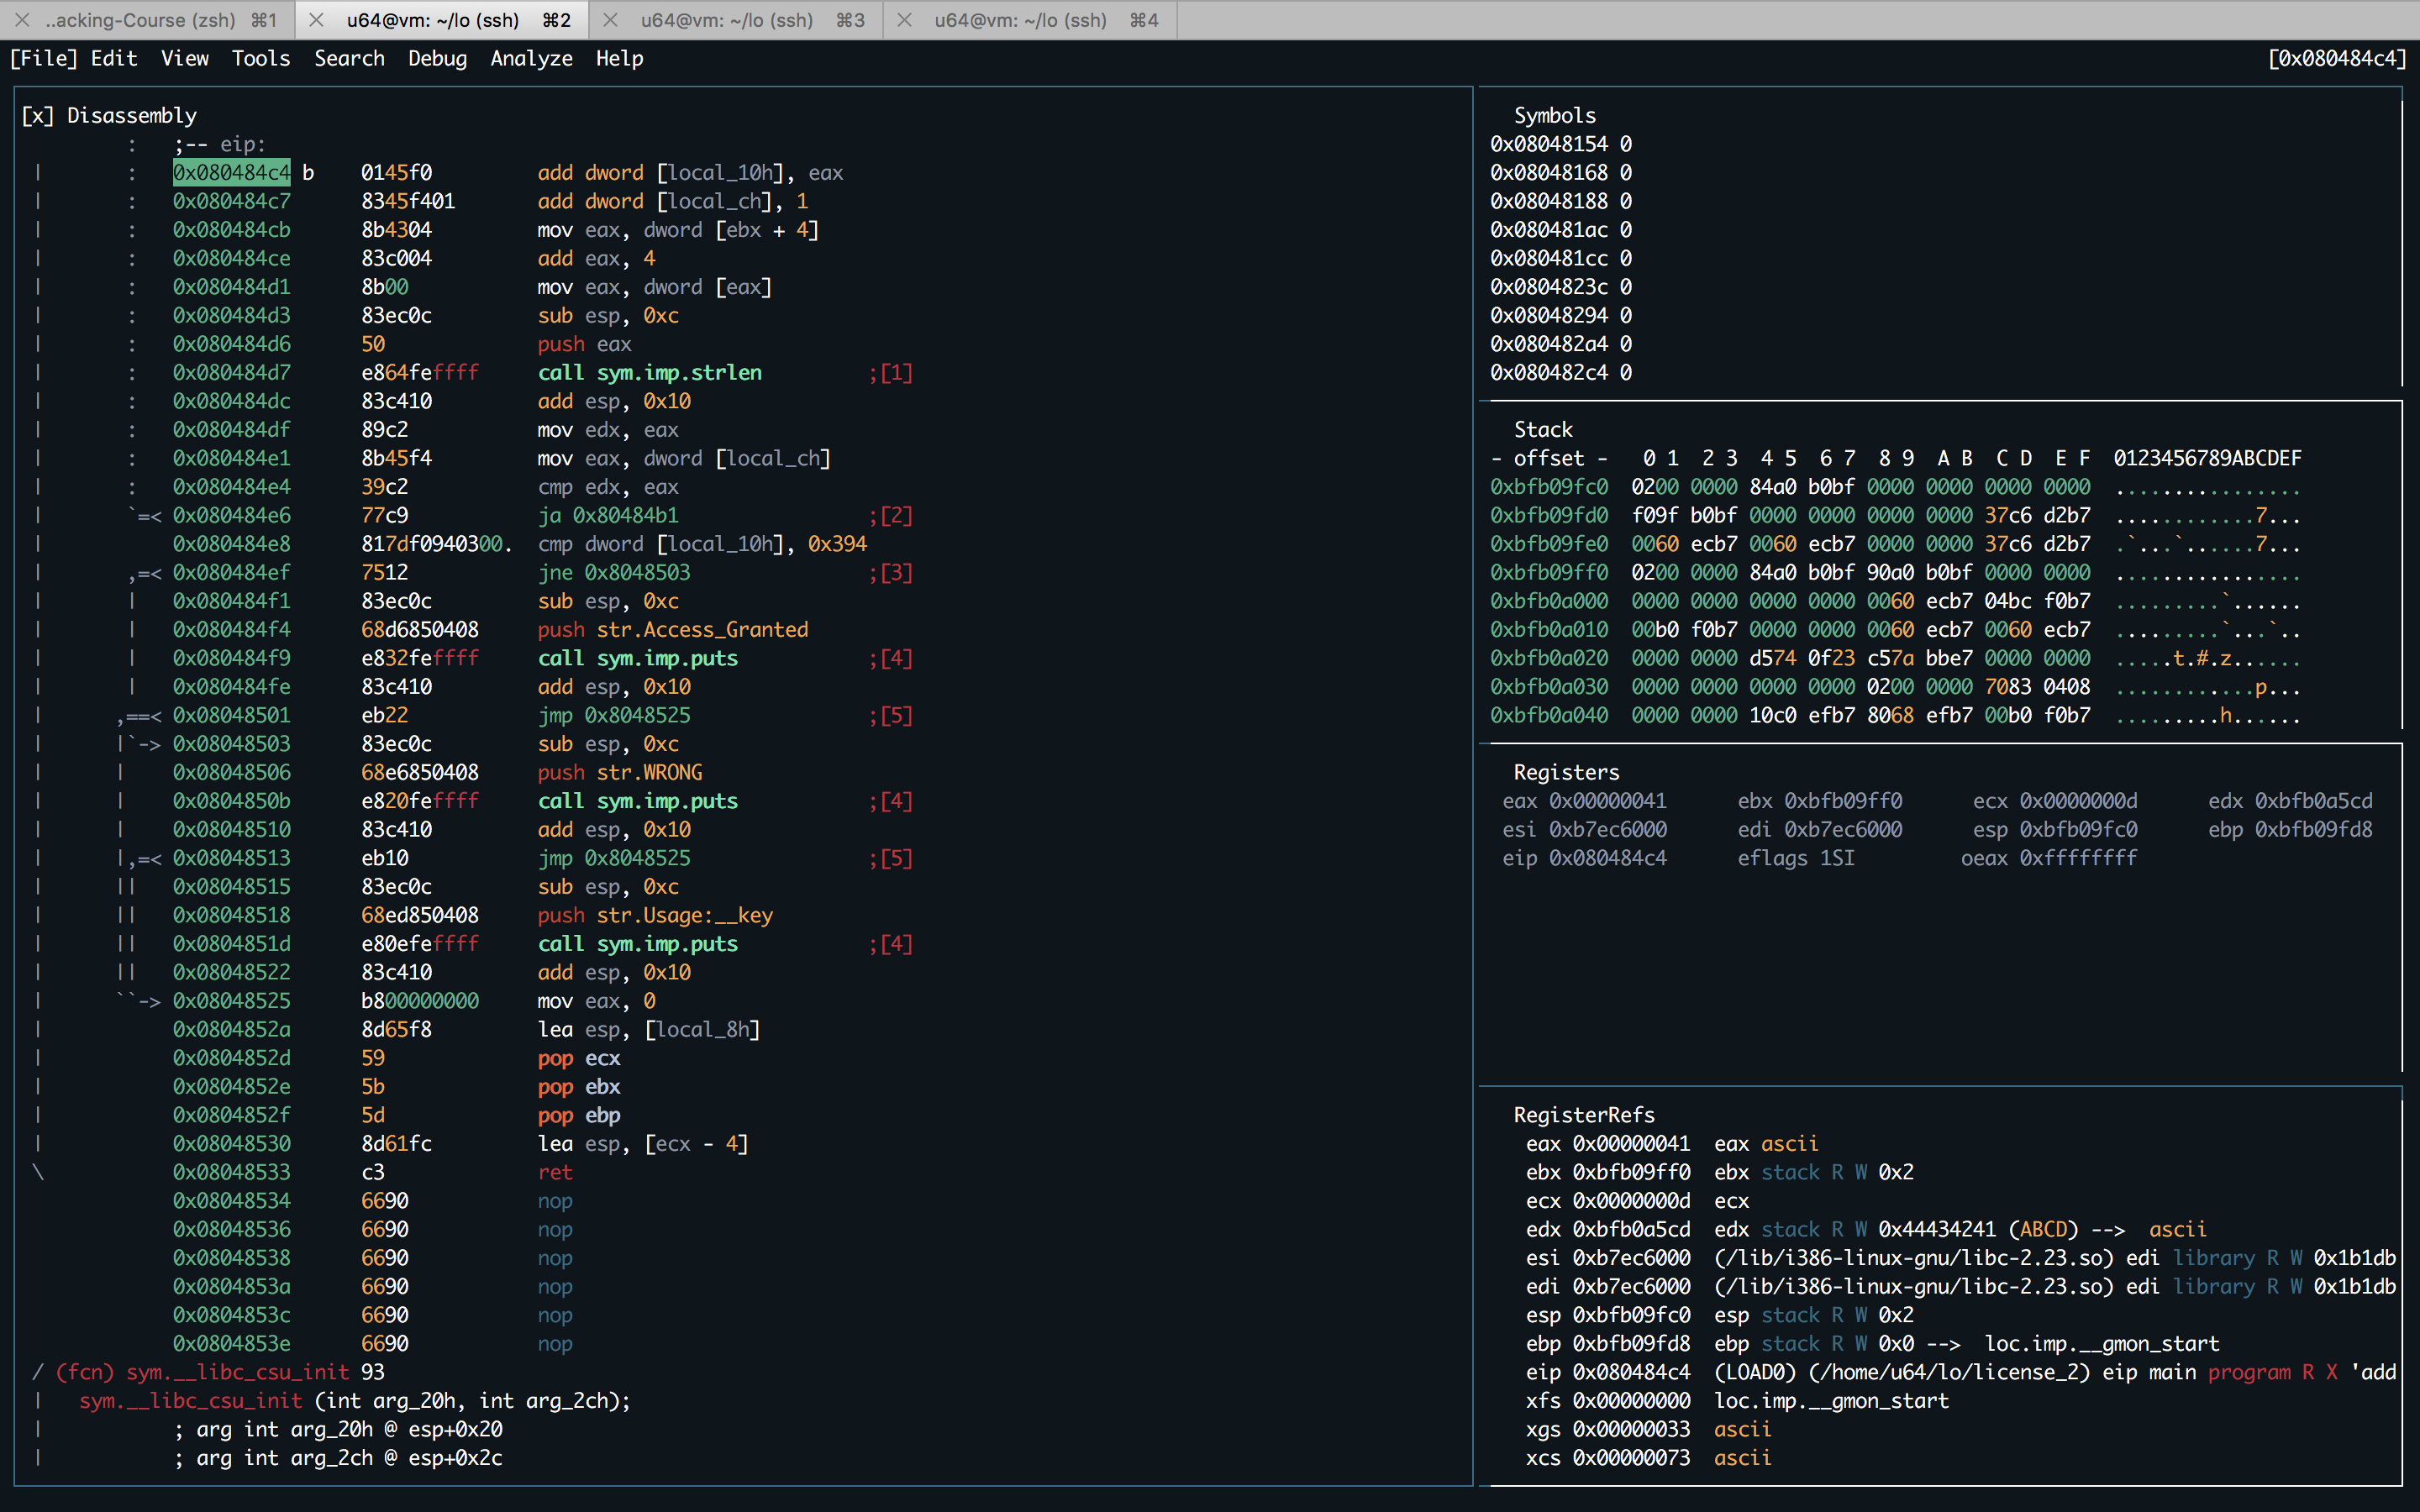 ..acking-Course (zsh) ⌘1 u64@vm: ~/lo (ssh) ⌘2 u64@vm: ~/lo (ssh) ⌘3 u64@vm: ~/lo (ssh) ⌘4
[File] Edit View Tools Search Debug Analyze Help [0x080484c4]
[x] Disassembly
: ;-- eip:
| : 0x080484c4 b 0145f0 add dword [local_10h], eax
| : 0x080484c7 8345f401 add dword [local_ch], 1
| : 0x080484cb 8b4304 mov eax, dword [ebx + 4]
| : 0x080484ce 83c004 add eax, 4
| : 0x080484d1 8b00 mov eax, dword [eax]
| : 0x080484d3 83ec0c sub esp, 0xc
| : 0x080484d6 50 push eax
| : 0x080484d7 e864feffff call sym.imp.strlen ;[1]
| : 0x080484dc 83c410 add esp, 0x10
| : 0x080484df 89c2 mov edx, eax
| : 0x080484e1 8b45f4 mov eax, dword [local_ch]
| : 0x080484e4 39c2 cmp edx, eax
| `=< 0x080484e6 77c9 ja 0x80484b1 ;[2]
| 0x080484e8 817df0940300. cmp dword [local_10h], 0x394
| ,=< 0x080484ef 7512 jne 0x8048503 ;[3]
| | 0x080484f1 83ec0c sub esp, 0xc
| | 0x080484f4 68d6850408 push str.Access_Granted
| | 0x080484f9 e832feffff call sym.imp.puts ;[4]
| | 0x080484fe 83c410 add esp, 0x10
| ,==< 0x08048501 eb22 jmp 0x8048525 ;[5]
| |`-> 0x08048503 83ec0c sub esp, 0xc
| | 0x08048506 68e6850408 push str.WRONG
| | 0x0804850b e820feffff call sym.imp.puts ;[4]
| | 0x08048510 83c410 add esp, 0x10
| |,=< 0x08048513 eb10 jmp 0x8048525 ;[5]
| || 0x08048515 83ec0c sub esp, 0xc
| || 0x08048518 68ed850408 push str.Usage:__key
| || 0x0804851d e80efeffff call sym.imp.puts ;[4]
| || 0x08048522 83c410 add esp, 0x10
| ``-> 0x08048525 b800000000 mov eax, 0
| 0x0804852a 8d65f8 lea esp, [local_8h]
| 0x0804852d 59 pop ecx
| 0x0804852e 5b pop ebx
| 0x0804852f 5d pop ebp
| 0x08048530 8d61fc lea esp, [ecx - 4]
\ 0x08048533 c3 ret
0x08048534 6690 nop
0x08048536 6690 nop
0x08048538 6690 nop
0x0804853a 6690 nop
0x0804853c 6690 nop
0x0804853e 6690 nop
/ (fcn) sym.__libc_csu_init 93
| sym.__libc_csu_init (int arg_20h, int arg_2ch);
| ; arg int arg_20h @ esp+0x20
| ; arg int arg_2ch @ esp+0x2c
Symbols
0x08048154 0
0x08048168 0
0x08048188 0
0x080481ac 0
0x080481cc 0
0x0804823c 0
0x08048294 0
0x080482a4 0
0x080482c4 0
Stack
- offset - 0 1 2 3 4 5 6 7 8 9 A B C D E F 0123456789ABCDEF
0xbfb09fc0 0200 0000 84a0 b0bf 0000 0000 0000 0000 ................
0xbfb09fd0 f09f b0bf 0000 0000 0000 0000 37c6 d2b7 ............7...
0xbfb09fe0 0060 ecb7 0060 ecb7 0000 0000 37c6 d2b7 .`...`......7...
0xbfb09ff0 0200 0000 84a0 b0bf 90a0 b0bf 0000 0000 ................
0xbfb0a000 0000 0000 0000 0000 0060 ecb7 04bc f0b7 .........`......
0xbfb0a010 00b0 f0b7 0000 0000 0060 ecb7 0060 ecb7 .........`...`..
0xbfb0a020 0000 0000 d574 0f23 c57a bbe7 0000 0000 .....t.#.z......
0xbfb0a030 0000 0000 0000 0000 0200 0000 7083 0408 ............p...
0xbfb0a040 0000 0000 10c0 efb7 8068 efb7 00b0 f0b7 .........h......
Registers
eax 0x00000041 ebx 0xbfb09ff0 ecx 0x0000000d edx 0xbfb0a5cd
esi 0xb7ec6000 edi 0xb7ec6000 esp 0xbfb09fc0 ebp 0xbfb09fd8
eip 0x080484c4 eflags 1SI oeax 0xffffffff
RegisterRefs
eax 0x00000041 eax ascii
ebx 0xbfb09ff0 ebx stack R W 0x2
ecx 0x0000000d ecx
edx 0xbfb0a5cd edx stack R W 0x44434241 (ABCD) --> ascii
esi 0xb7ec6000 (/lib/i386-linux-gnu/libc-2.23.so) edi library R W 0x1b1db
edi 0xb7ec6000 (/lib/i386-linux-gnu/libc-2.23.so) edi library R W 0x1b1db
esp 0xbfb09fc0 esp stack R W 0x2
ebp 0xbfb09fd8 ebp stack R W 0x0 --> loc.imp.__gmon_start
eip 0x080484c4 (LOAD0) (/home/u64/lo/license_2) eip main program R X 'add
xfs 0x00000000 loc.imp.__gmon_start
xgs 0x00000033 ascii
xcs 0x00000073 ascii